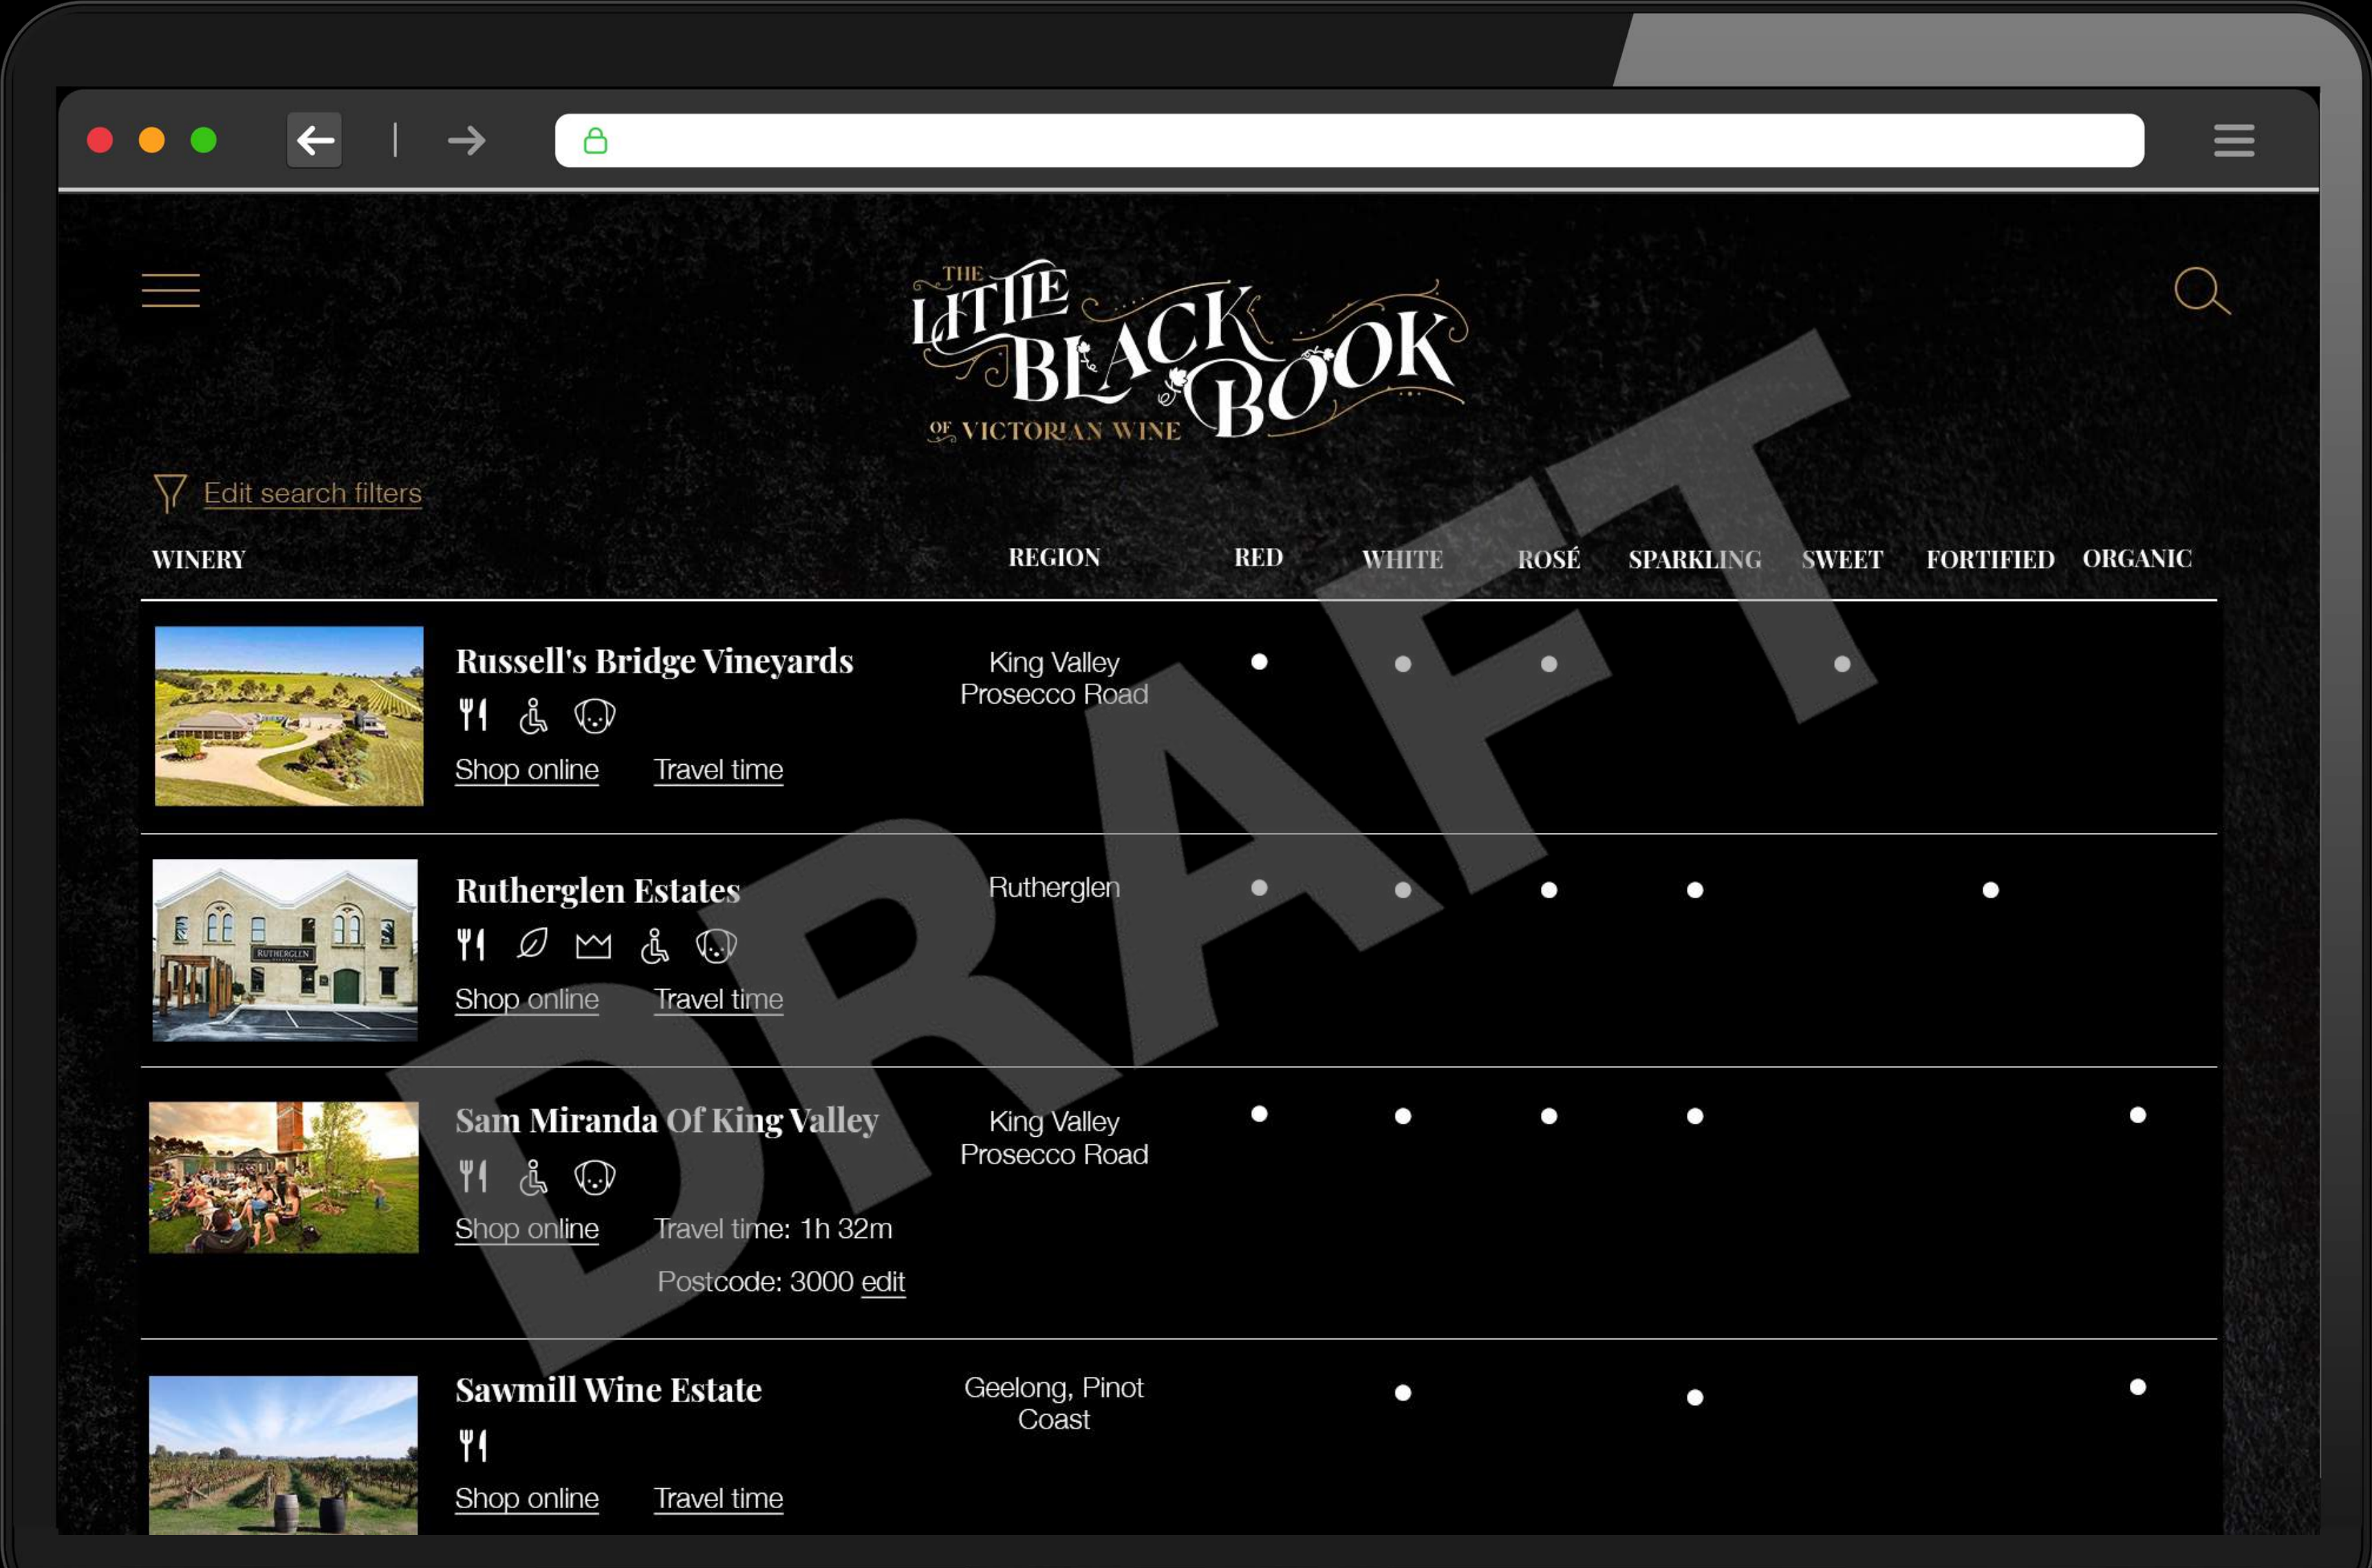 THE
LITTLE
BLACK
BOOK
OF VICTORIAN WINE
Edit search filters
WINERY REGION RED WHITE ROSÉ SPARKLING SWEET FORTIFIED ORGANIC
Russell's Bridge Vineyards
King Valley
Prosecco Road
Shop online Travel time
Rutherglen Estates
Rutherglen
RUTHERGLEN
Shop online Travel time
Sam Miranda Of King Valley
King Valley
Prosecco Road
Shop online Travel time: 1h 32m
Postcode: 3000 edit
Sawmill Wine Estate
Geelong, Pinot
Coast
Shop online Travel time
DRAFT